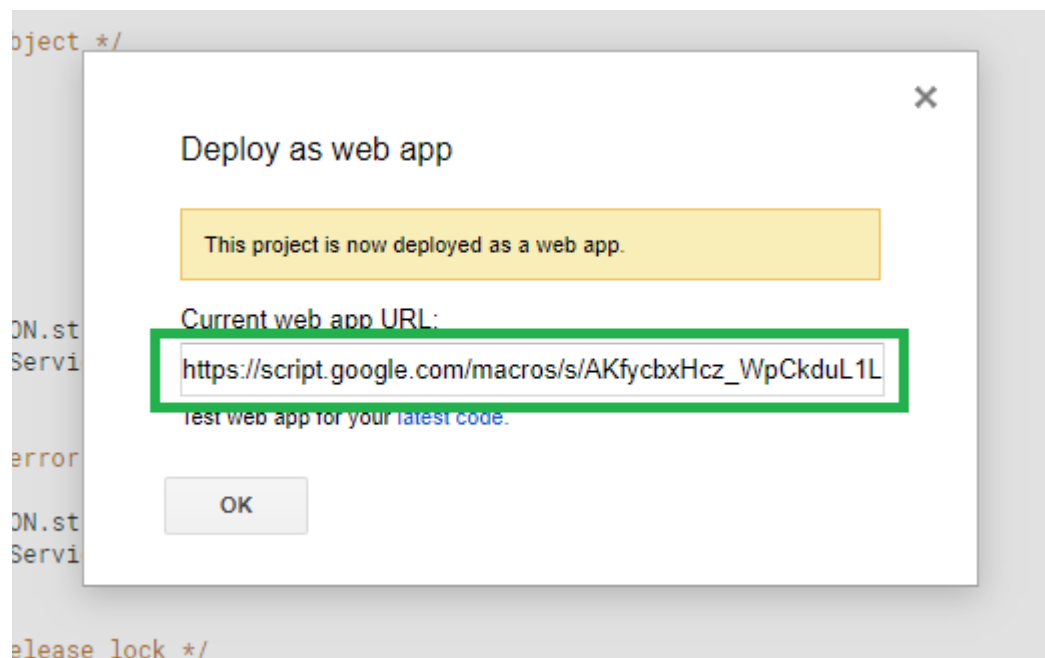 oject */
Deploy as web app
This project is now deployed as a web app.
Current web app URL:
ON.st
Servi
https://script.google.com/macros/s/AKfycbxHcz_WpCkduL1L
Test web app for your latest code.
error
OK
ON.st
Servi
elease lock */